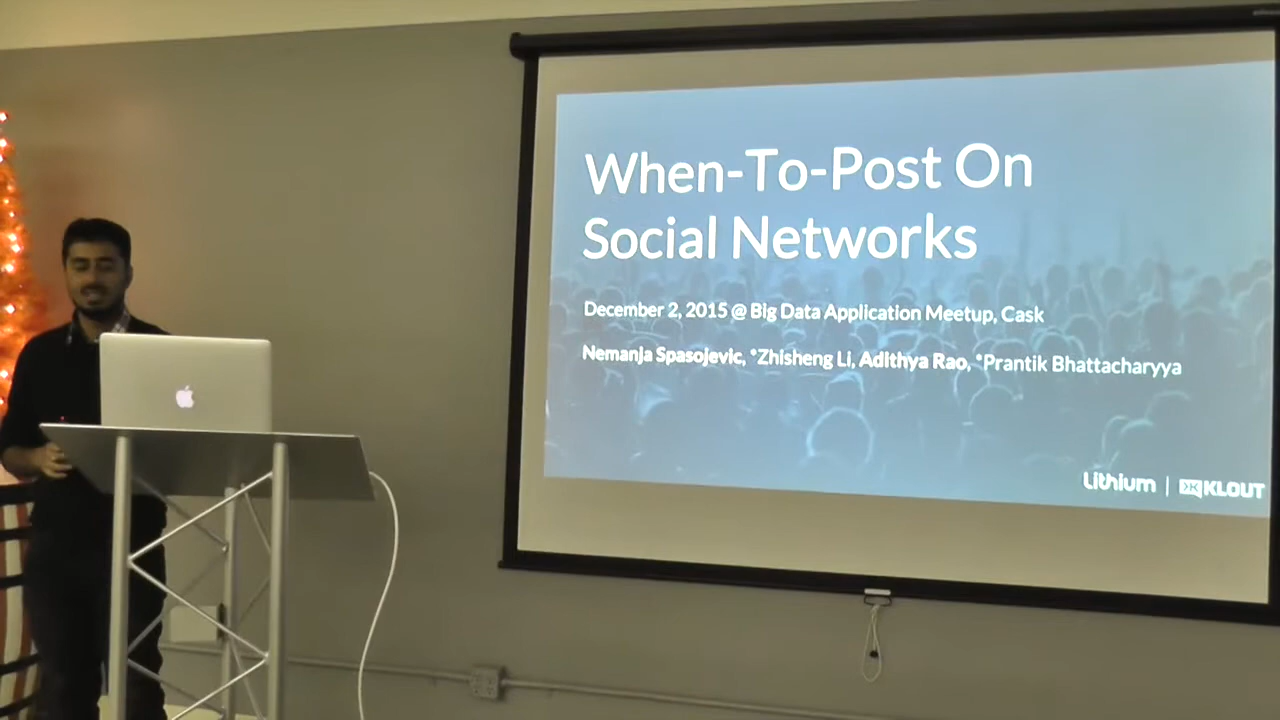 When-To-Post On
Social Networks
December 2, 2015 @ Big Data Application Meetup, Cask
Nemanja Spasojevic, *Zhisheng Li, Adithya Rao, *Prantik Bhattacharyya
Lithium | KLOUT